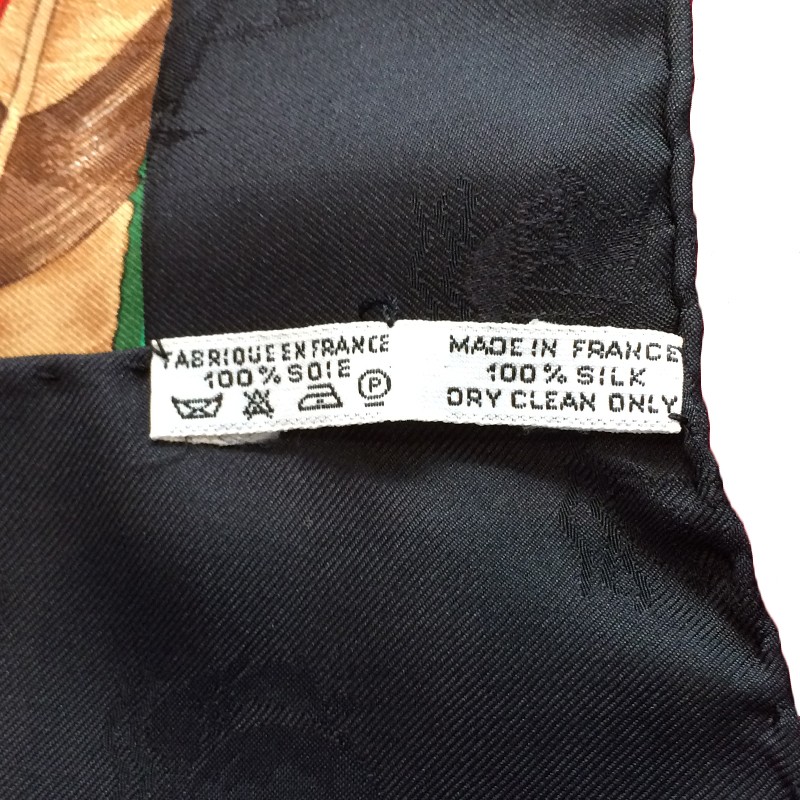 FABRIQUE EN FRANCE
100% SOIE
P
MADE IN FRANCE
100% SILK
DRY CLEAN ONLY